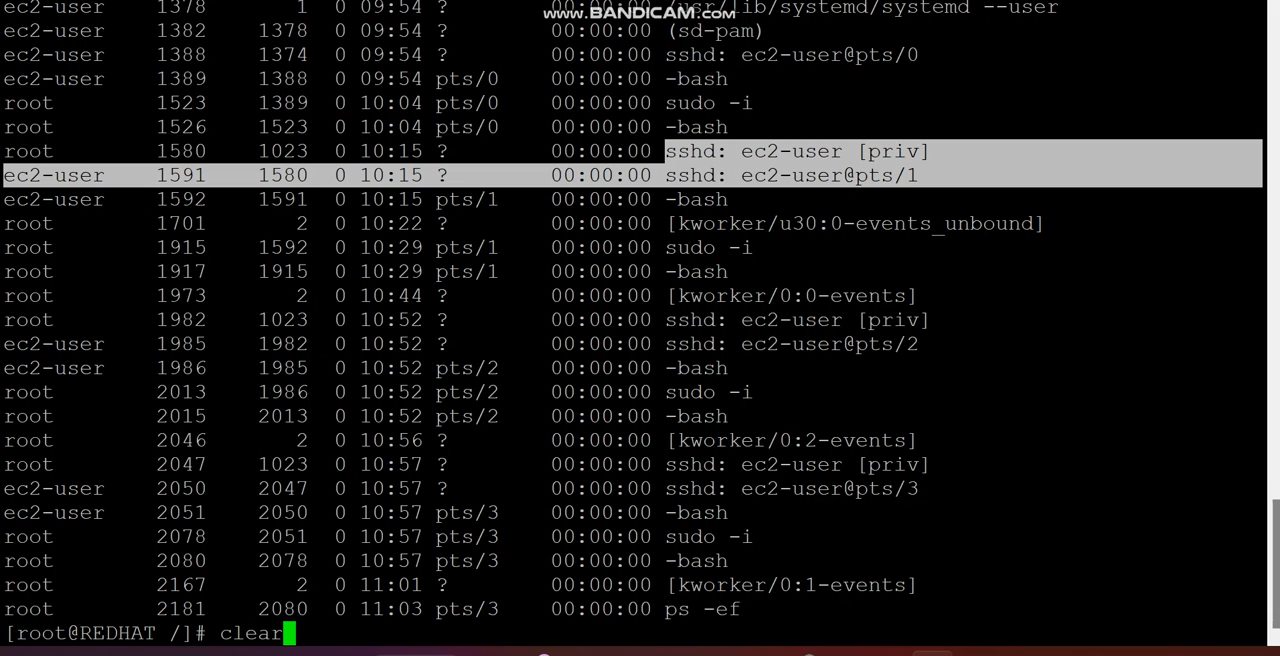 www.BANDICAM.com
ec2-user 1378 1 0 09:54 ? 00:00:00 /usr/lib/systemd/systemd --user
ec2-user 1382 1378 0 09:54 ? 00:00:00 (sd-pam)
ec2-user 1388 1374 0 09:54 ? 00:00:00 sshd: ec2-user@pts/0
ec2-user 1389 1388 0 09:54 pts/0 00:00:00 -bash
root 1523 1389 0 10:04 pts/0 00:00:00 sudo -i
root 1526 1523 0 10:04 pts/0 00:00:00 -bash
root 1580 1023 0 10:15 ? 00:00:00 sshd: ec2-user [priv]
ec2-user 1591 1580 0 10:15 ? 00:00:00 sshd: ec2-user@pts/1
ec2-user 1592 1591 0 10:15 pts/1 00:00:00 -bash
root 1701 2 0 10:22 ? 00:00:00 [kworker/u30:0-events_unbound]
root 1915 1592 0 10:29 pts/1 00:00:00 sudo -i
root 1917 1915 0 10:29 pts/1 00:00:00 -bash
root 1973 2 0 10:44 ? 00:00:00 [kworker/0:0-events]
root 1982 1023 0 10:52 ? 00:00:00 sshd: ec2-user [priv]
ec2-user 1985 1982 0 10:52 ? 00:00:00 sshd: ec2-user@pts/2
ec2-user 1986 1985 0 10:52 pts/2 00:00:00 -bash
root 2013 1986 0 10:52 pts/2 00:00:00 sudo -i
root 2015 2013 0 10:52 pts/2 00:00:00 -bash
root 2046 2 0 10:56 ? 00:00:00 [kworker/0:2-events]
root 2047 1023 0 10:57 ? 00:00:00 sshd: ec2-user [priv]
ec2-user 2050 2047 0 10:57 ? 00:00:00 sshd: ec2-user@pts/3
ec2-user 2051 2050 0 10:57 pts/3 00:00:00 -bash
root 2078 2051 0 10:57 pts/3 00:00:00 sudo -i
root 2080 2078 0 10:57 pts/3 00:00:00 -bash
root 2167 2 0 11:01 ? 00:00:00 [kworker/0:1-events]
root 2181 2080 0 11:03 pts/3 00:00:00 ps -ef
[root@REDHAT /]# clear